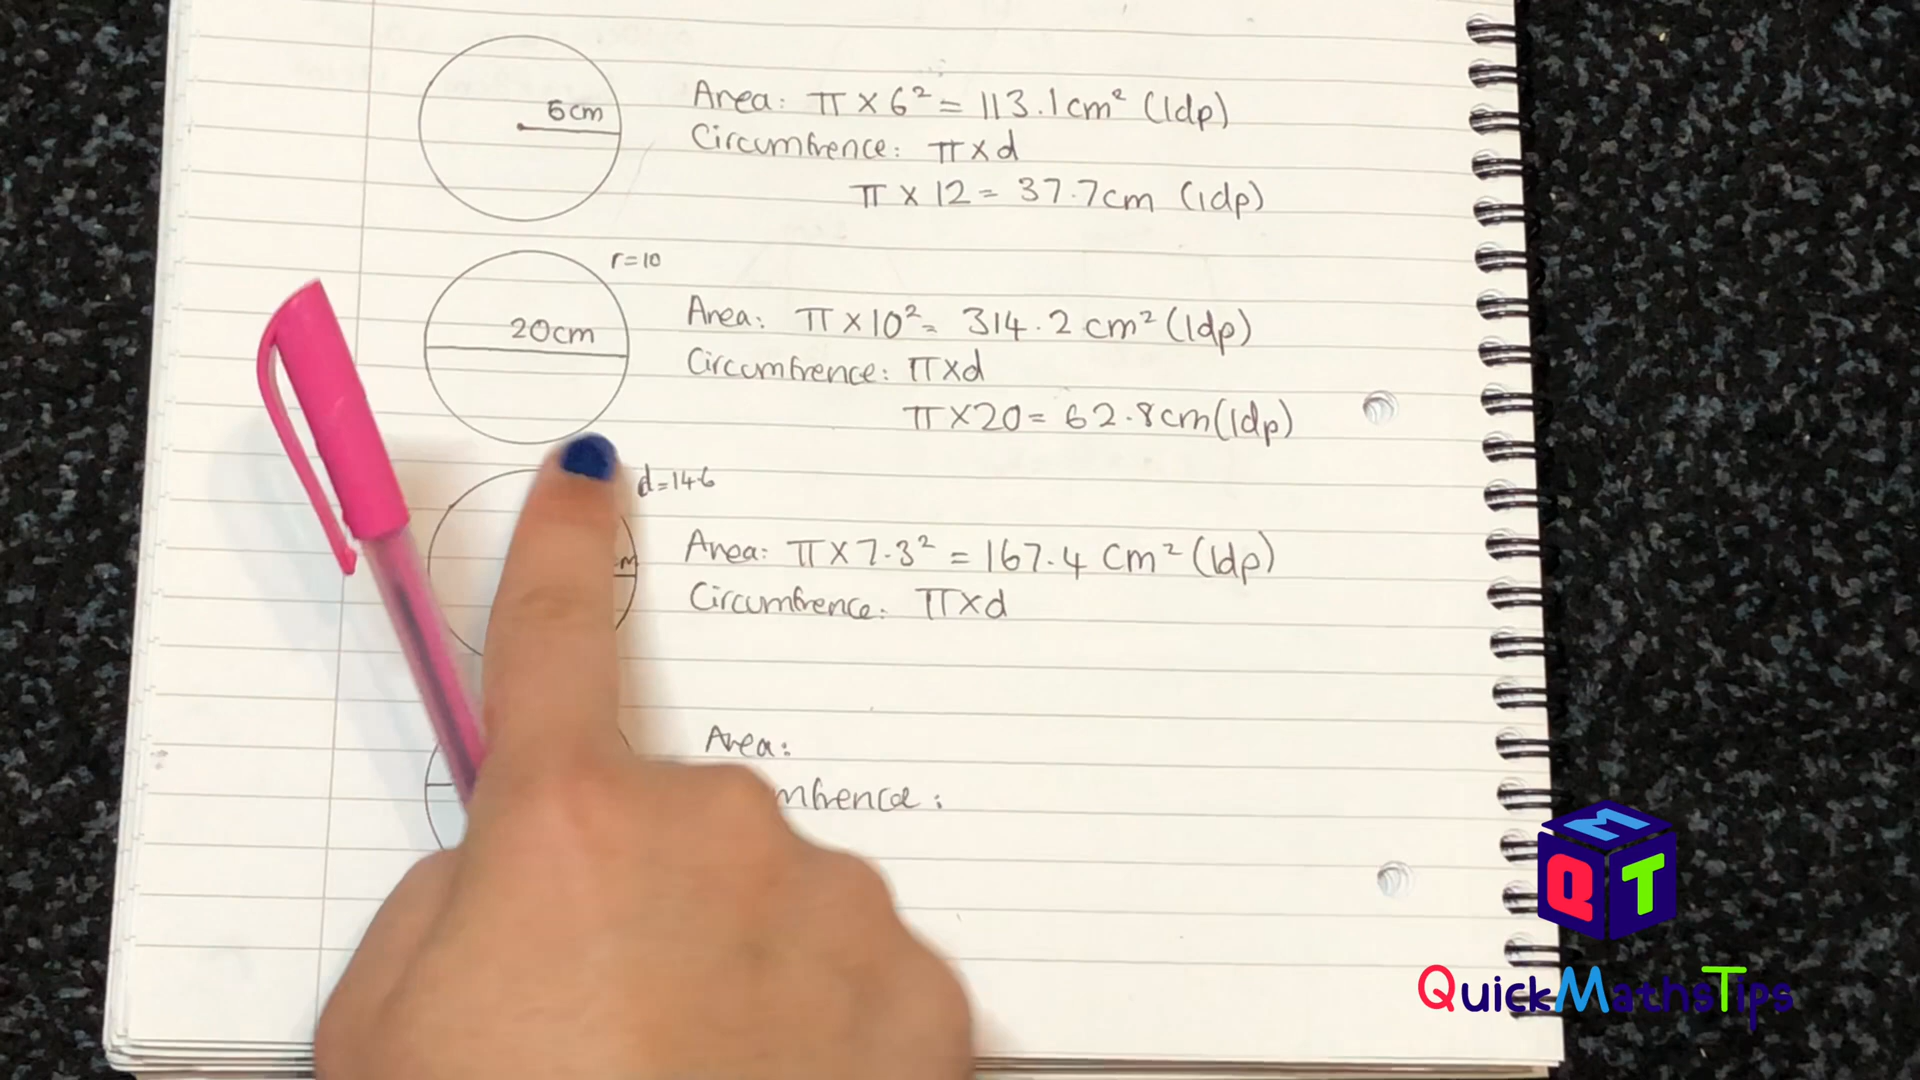 6cm
Area: π × 6² = 113.1cm² (1dp)
Circumfrence: π×d
π × 12 = 37.7cm (1dp)
r=10
20cm
Area: π×10² = 314.2 cm² (1dp)
Circumfrence: π×d
π×20 = 62.8cm(1dp)
d=14.6
m
Area: π×7.3² = 167.4 cm² (1dp)
Circumfrence: π×d
Area:
mfrence:
M
Q T
QuickMathsTips